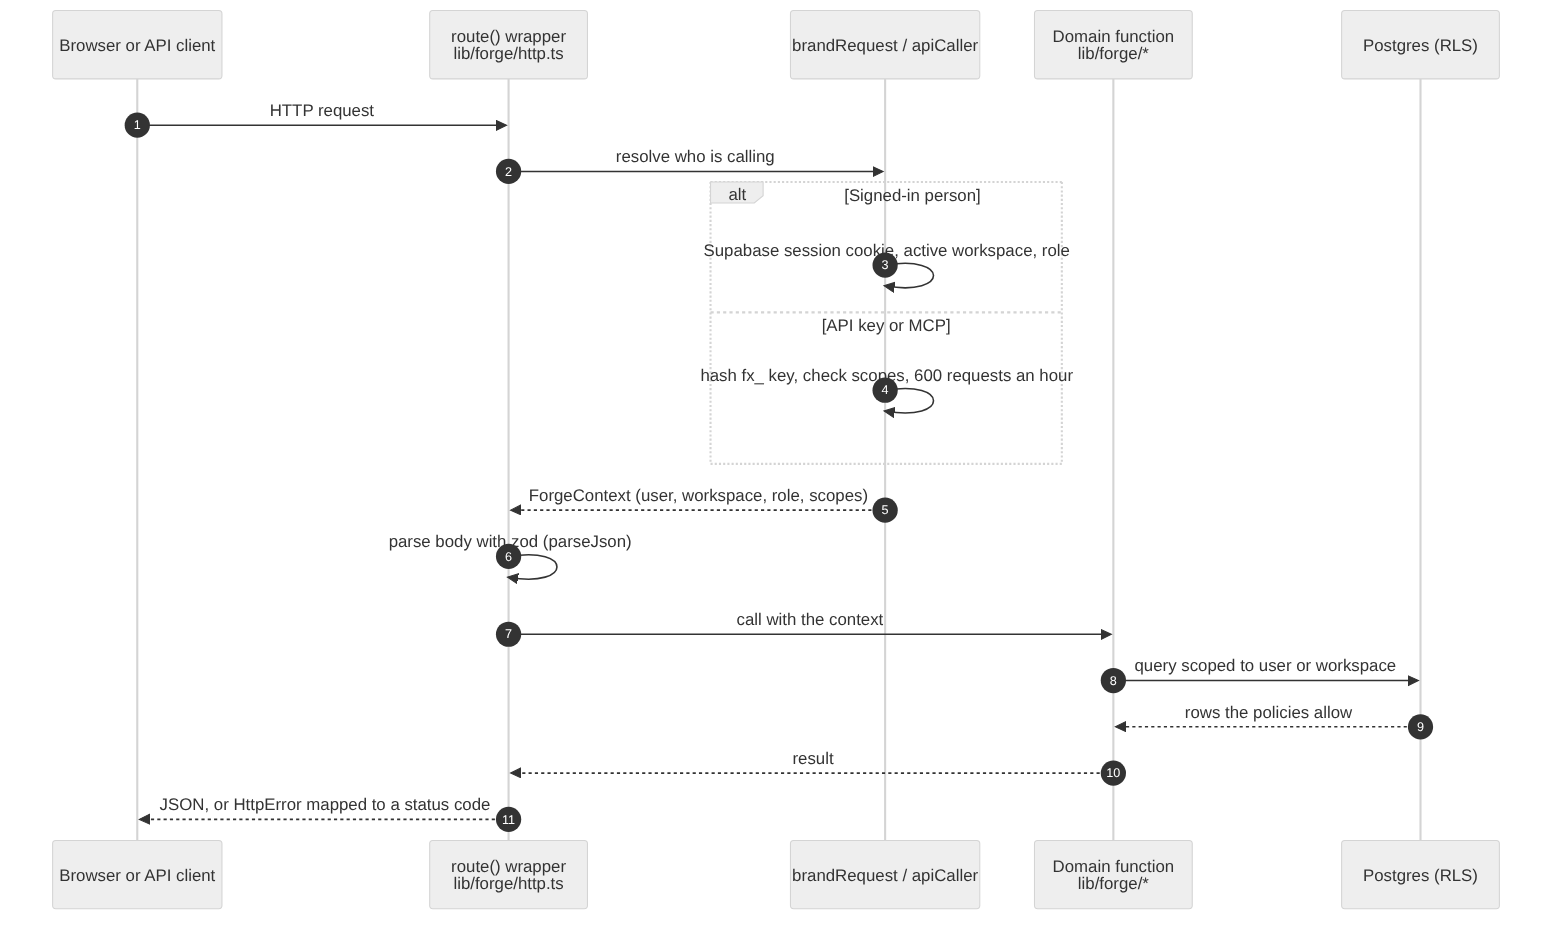 Browser or API client
route() wrapper
lib/forge/http.ts
brandRequest / apiCaller
Domain function
lib/forge/*
Postgres (RLS)
HTTP request
1
resolve who is calling
2
alt
[Signed-in person]
Supabase session cookie, active workspace, role
3
[API key or MCP]
hash fx_ key, check scopes, 600 requests an hour
4
ForgeContext (user, workspace, role, scopes)
5
parse body with zod (parseJson)
6
call with the context
7
query scoped to user or workspace
8
rows the policies allow
9
result
10
JSON, or HttpError mapped to a status code
11
Browser or API client
route() wrapper
lib/forge/http.ts
brandRequest / apiCaller
Domain function
lib/forge/*
Postgres (RLS)